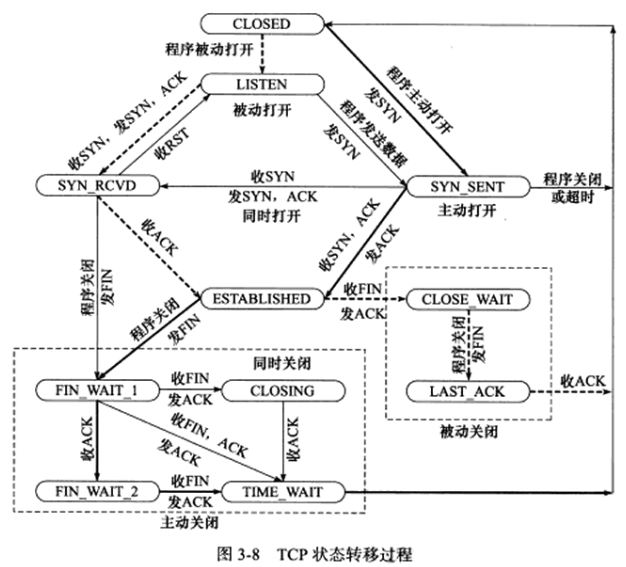 CLOSED
程序被动打开
LISTEN
被动打开
程序主动打开
发SYN
收SYN，发SYN，ACK
收RST
程序发送数据
发SYN
SYN_RCVD
收SYN
发SYN，ACK
同时打开
SYN_SENT
主动打开
程序关闭
或超时
收ACK
收SYN，ACK
发ACK
程序关闭
发FIN
ESTABLISHED
收FIN
发ACK
CLOSE_WAIT
程序关闭
发FIN
程序关闭
发FIN
LAST_ACK
收ACK
被动关闭
同时关闭
FIN_WAIT_1
收FIN
发ACK
CLOSING
收ACK
收FIN，ACK
发ACK
收ACK
FIN_WAIT_2
收FIN
发ACK
TIME_WAIT
主动关闭
图 3-8 TCP 状态转移过程